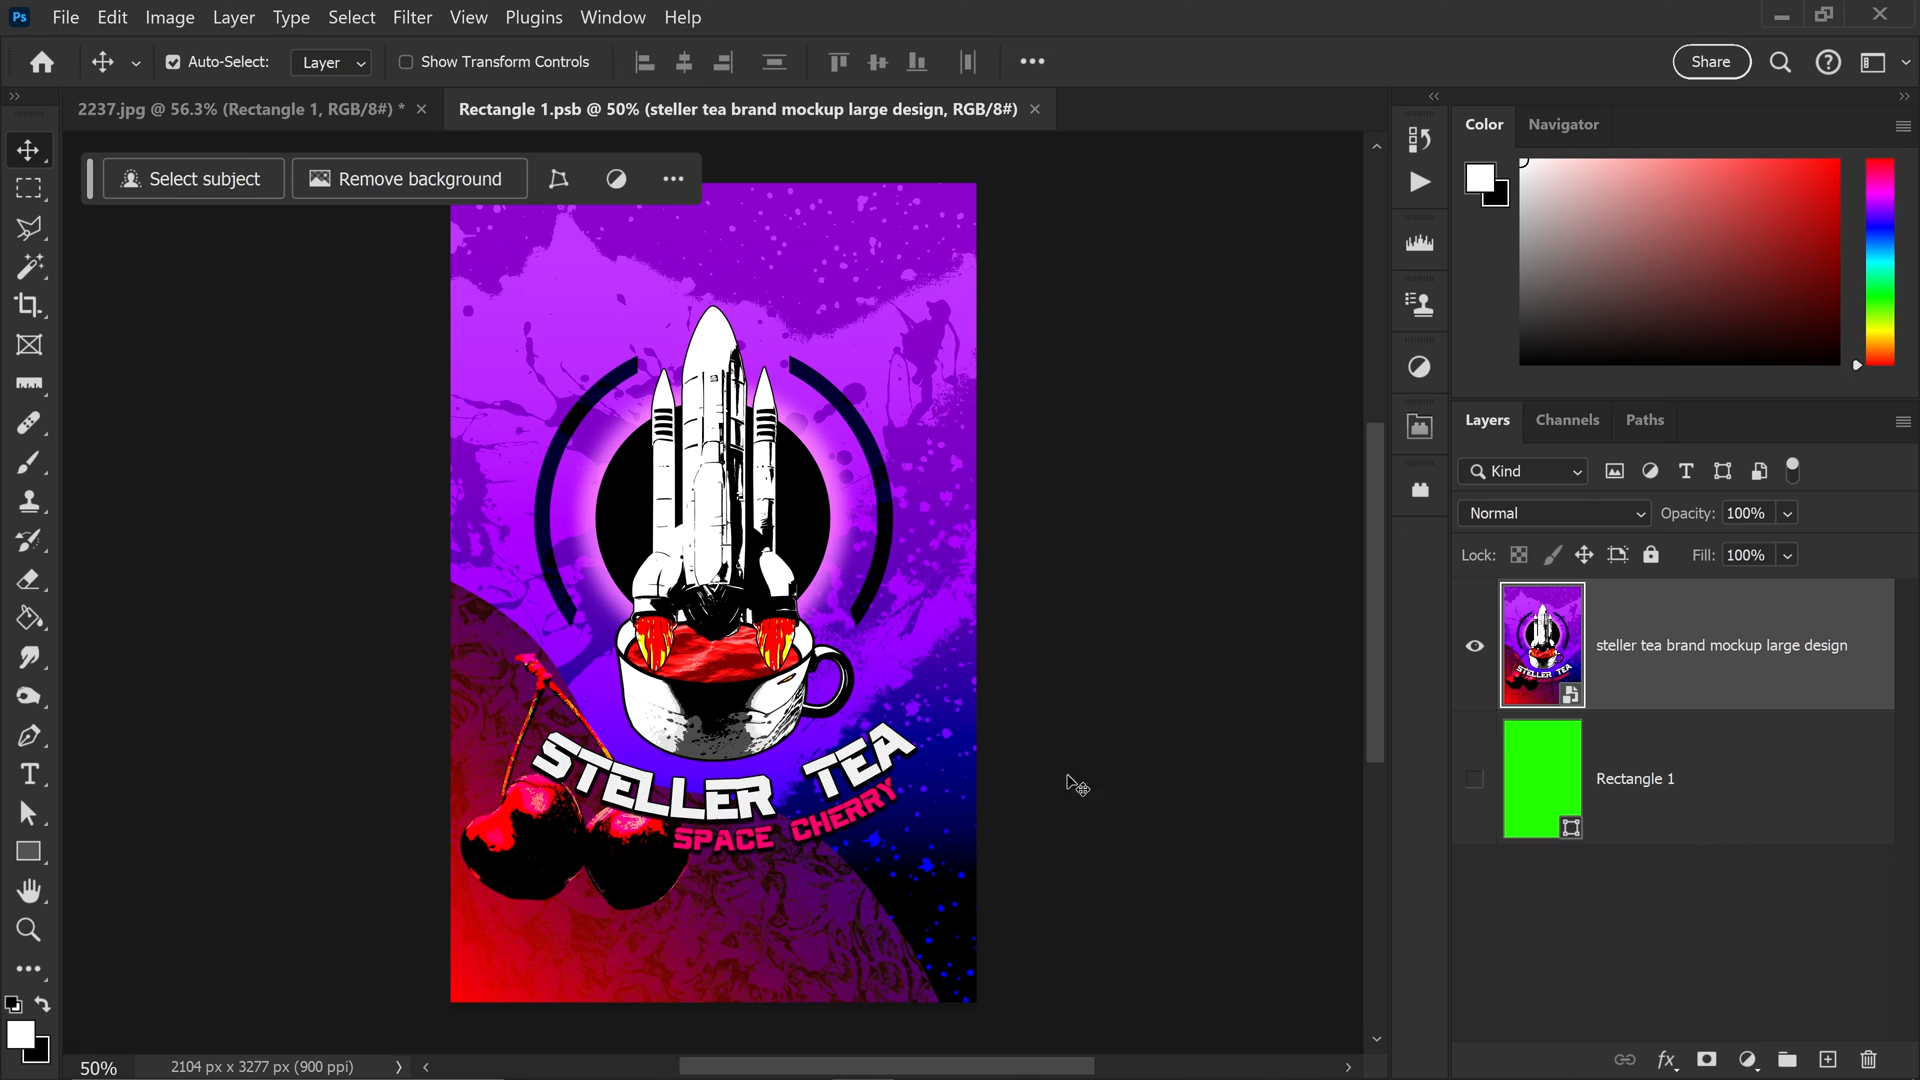 Ps File Edit Image Layer Type Select Filter View Plugins Window Help
Auto-Select: Layer Show Transform Controls Share
2237.jpg @ 56.3% (Rectangle 1, RGB/8#) * Rectangle 1.psb @ 50% (steller tea brand mockup large design, RGB/8#)
Select subject Remove background
STELLER TEA
SPACE CHERRY
50% 2104 px x 3277 px (900 ppi)
Color Navigator
Layers Channels Paths
Kind
Normal Opacity: 100%
Lock: Fill: 100%
steller tea brand mockup large design
Rectangle 1